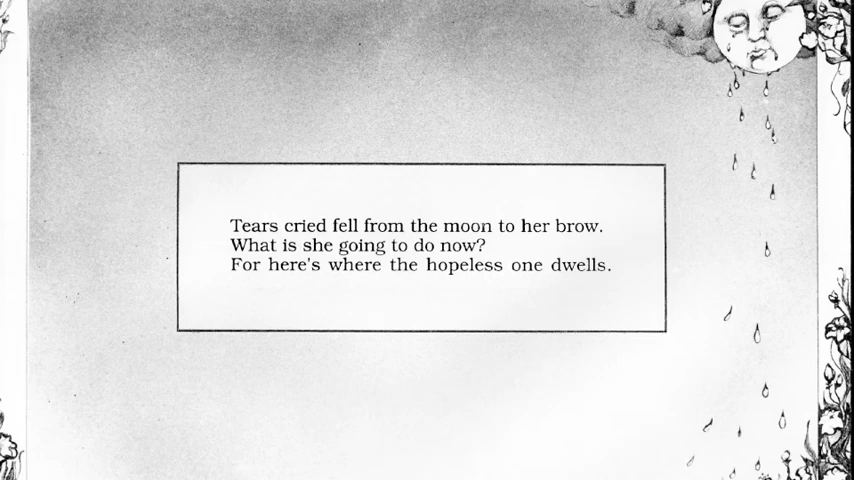 Tears cried fell from the moon to her brow.
What is she going to do now?
For here's where the hopeless one dwells.